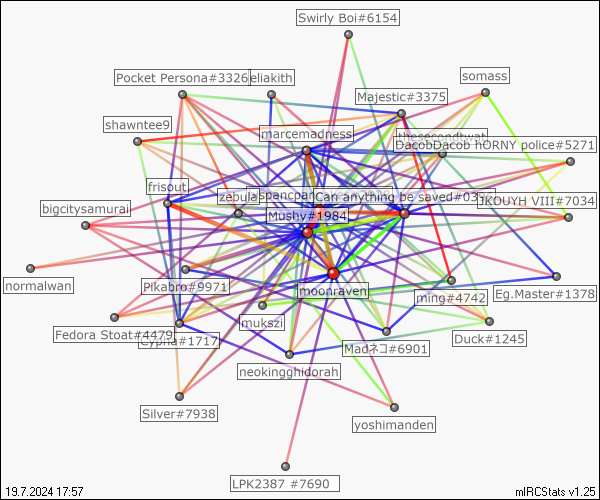 Swirly Boi#6154
Pocket Persona#3326
eliakith
somass
Majestic#3375
shawntee9
marcemadness
thesecondtwat
DacobDacob hORNY police#5271
frisout
zebula
Can anything be saved#03
JKOUYH VIII#7034
bigcitysamurai
Mushy#1984
normalwan
Pikabro#9971
moonraven
ming#4742
Eg.Master#1378
mukszi
Fedora Stoat#4479
Cypha#1717
Madネコ#6901
Duck#1245
neokingghidorah
Silver#7938
yoshimanden
LPK2387 #7690
19.7.2024 17:57
mIRCStats v1.25